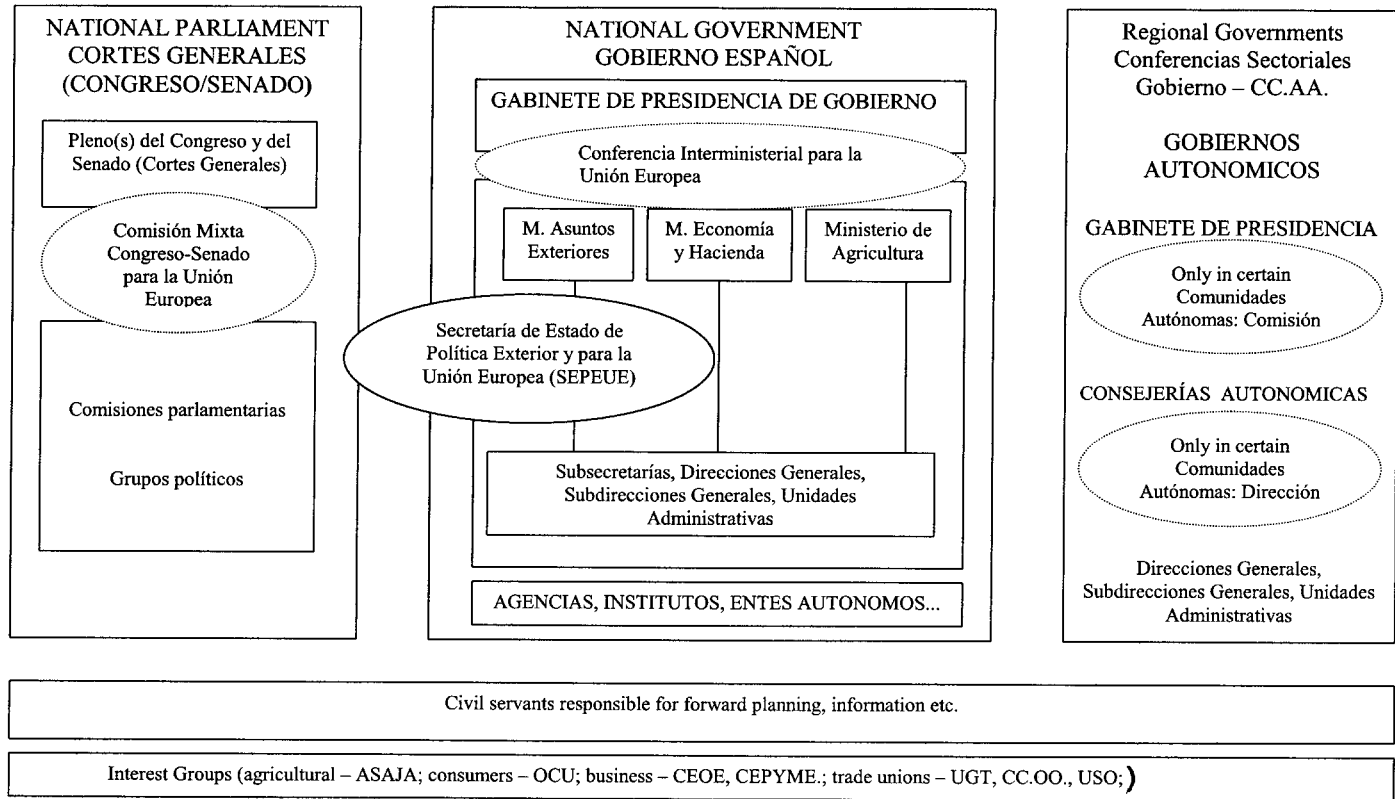 NATIONAL PARLIAMENT
CORTES GENERALES
(CONGRESO/SENADO)
Pleno(s) del Congreso y del
Senado (Cortes Generales)
Comisión Mixta
Congreso-Senado
para la Unión
Europea
Comisiones parlamentarias
Grupos políticos
NATIONAL GOVERNMENT
GOBIERNO ESPAÑOL
GABINETE DE PRESIDENCIA DE GOBIERNO
Conferencia Interministerial para la
Unión Europea
M. Asuntos
Exteriores
M. Economía
y Hacienda
Ministerio de
Agricultura
Secretaría de Estado de
Política Exterior y para la
Unión Europea (SEPEUE)
Subsecretarías, Direcciones Generales,
Subdirecciones Generales, Unidades
Administrativas
AGENCIAS, INSTITUTOS, ENTES AUTONOMOS...
Regional Governments
Conferencias Sectoriales
Gobierno – CC.AA.
GOBIERNOS
AUTONOMICOS
GABINETE DE PRESIDENCIA
Only in certain
Comunidades
Autónomas: Comisión
CONSEJERÍAS AUTONOMICAS
Only in certain
Comunidades
Autónomas: Dirección
Direcciones Generales,
Subdirecciones Generales, Unidades
Administrativas
Civil servants responsible for forward planning, information etc.
Interest Groups (agricultural – ASAJA; consumers – OCU; business – CEOE, CEPYME.; trade unions – UGT, CC.OO., USO;)